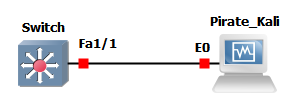 Pirate_Kali
Switch
Fa1/1
E0